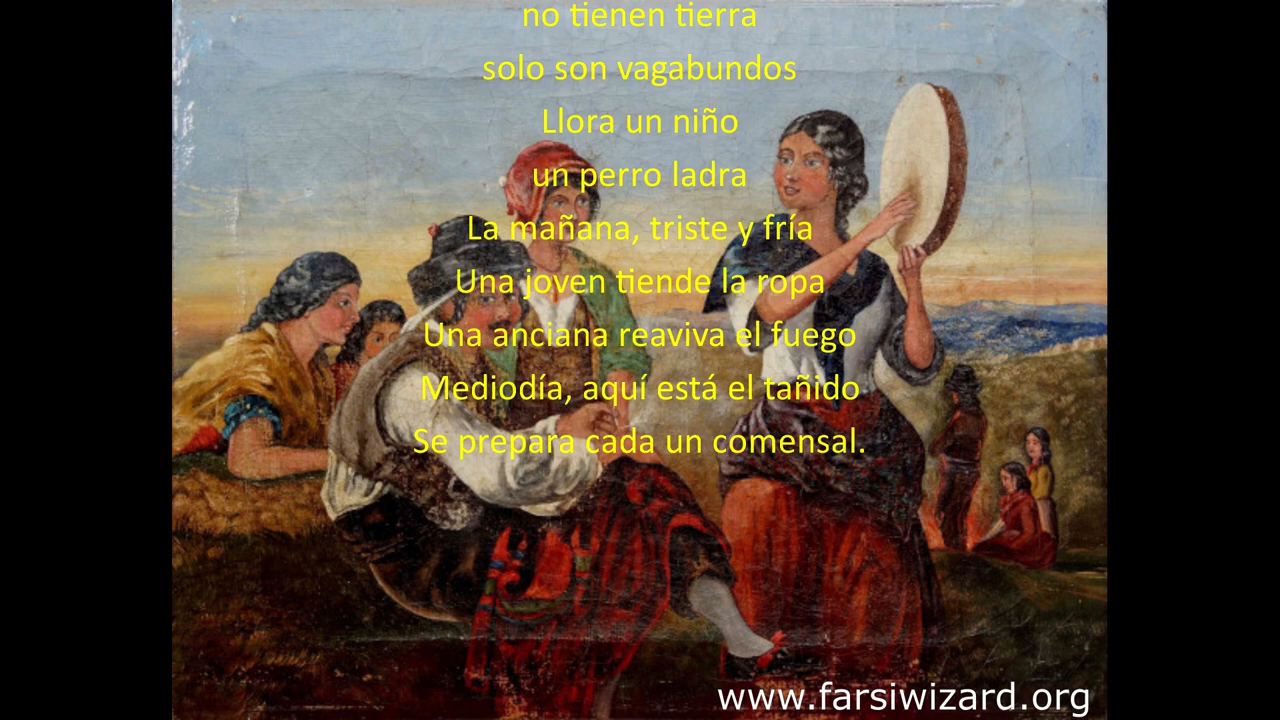 no tienen tierra
solo son vagabundos
Llora un niño
un perro ladra
La mañana, triste y fría
Una joven tiende la ropa
Una anciana reaviva el fuego
Mediodía, aquí está el tañido
Se prepara cada un comensal.
www.farsiwizard.org